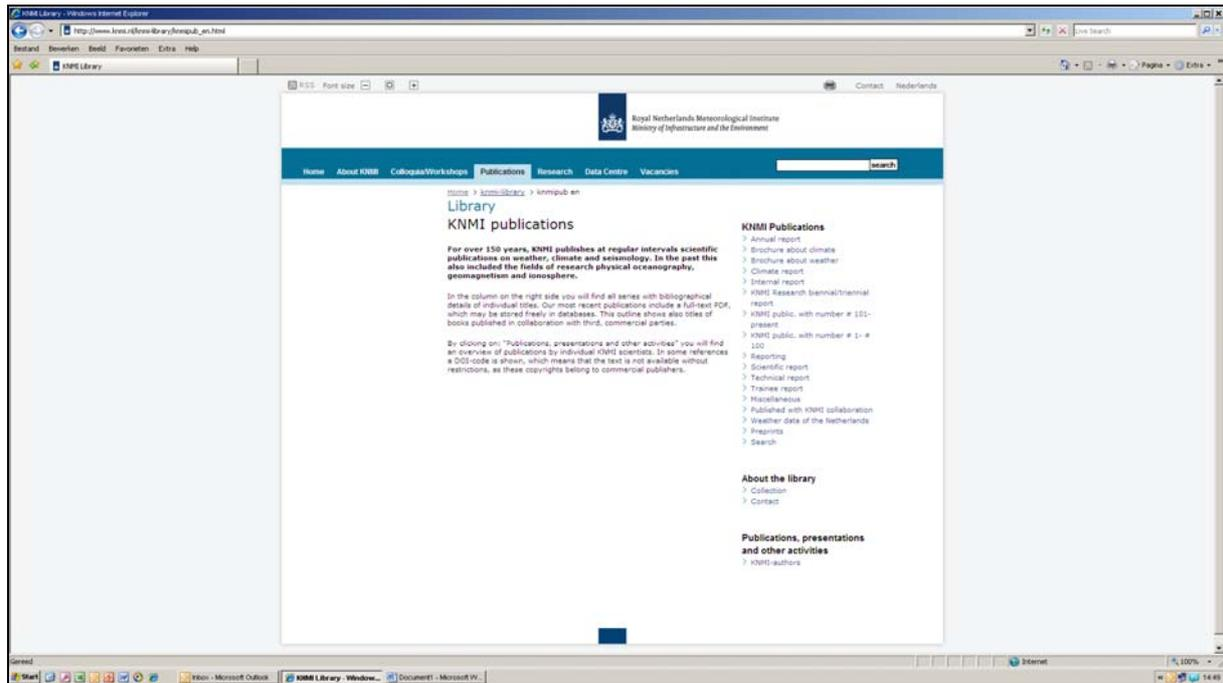 KNMI Library - Windows Internet Explorer
http://www.knmi.nl/knmi-library/knmipub_en.html
Live Search
Bestand Bewerken Beeld Favorieten Extra Help
KNMI Library
Pagina
Extra
RSS Font size
Contact Nederlands
Royal Netherlands Meteorological Institute
Ministry of Infrastructure and the Environment
search
Home About KNMI Colloquia/Workshops Publications Research Data Centre Vacancies
Home > knmi-library > knmipub en
Library
KNMI publications
For over 150 years, KNMI publishes at regular intervals scientific
publications on weather, climate and seismology. In the past this
also included the fields of research physical oceanography,
geomagnetism and ionosphere.
In the column on the right side you will find all series with bibliographical
details of individual titles. Our most recent publications include a full-text PDF,
which may be stored freely in databases. This outline shows also titles of
books published in collaboration with third, commercial parties.
By clicking on: "Publications, presentations and other activities" you will find
an overview of publications by individual KNMI scientists. In some references
a DOI-code is shown, which means that the text is not available without
restrictions, as these copyrights belong to commercial publishers.
KNMI Publications
Annual report
Brochure about climate
Brochure about weather
Climate report
Internal report
KNMI Research biennial/triennial
report
KNMI public. with number # 101-
present
KNMI public. with number # 1- #
100
Reporting
Scientific report
Technical report
Trainee report
Miscellaneous
Published with KNMI collaboration
Weather data of the Netherlands
Preprints
Search
About the library
Collection
Contact
Publications, presentations
and other activities
KNMI-authors
Gereed
Internet
100%
Start
Inbox - Microsoft Outlook
KNMI Library - Window...
Document1 - Microsoft W...
14:49